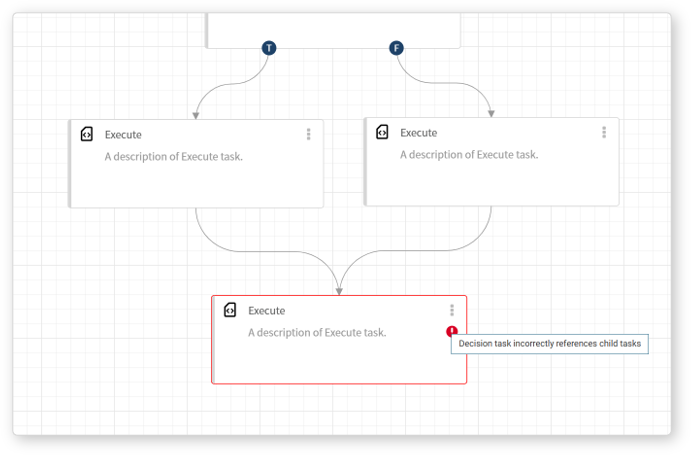 T
F
Execute
A description of Execute task.
Execute
A description of Execute task.
Execute
A description of Execute task.
Decision task incorrectly references child tasks